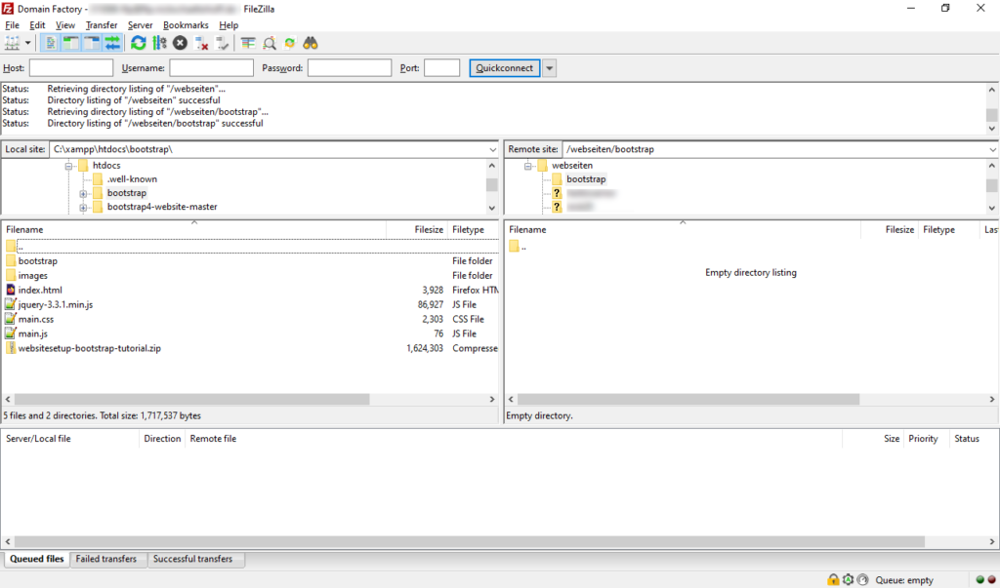 Domain Factory - FileZilla
File Edit View Transfer Server Bookmarks Help
Host: Username: Password: Port: Quickconnect
Status: Retrieving directory listing of "/webseiten"...
Status: Directory listing of "/webseiten" successful
Status: Retrieving directory listing of "/webseiten/bootstrap"...
Status: Directory listing of "/webseiten/bootstrap" successful
Local site: C:\xampp\htdocs\bootstrap\
htdocs
.well-known
bootstrap
bootstrap4-website-master
Remote site: /webseiten/bootstrap
webseiten
bootstrap
Filename Filesize Filetype
..
bootstrap File folder
images File folder
index.html 3,928 Firefox HTM
jquery-3.3.1.min.js 86,927 JS File
main.css 2,303 CSS File
main.js 76 JS File
websitesetup-bootstrap-tutorial.zip 1,624,303 Compresse
5 files and 2 directories. Total size: 1,717,537 bytes
Filename Filesize Filetype Las
..
Empty directory listing
Empty directory.
Server/Local file Direction Remote file Size Priority Status
Queued files Failed transfers Successful transfers
Queue: empty